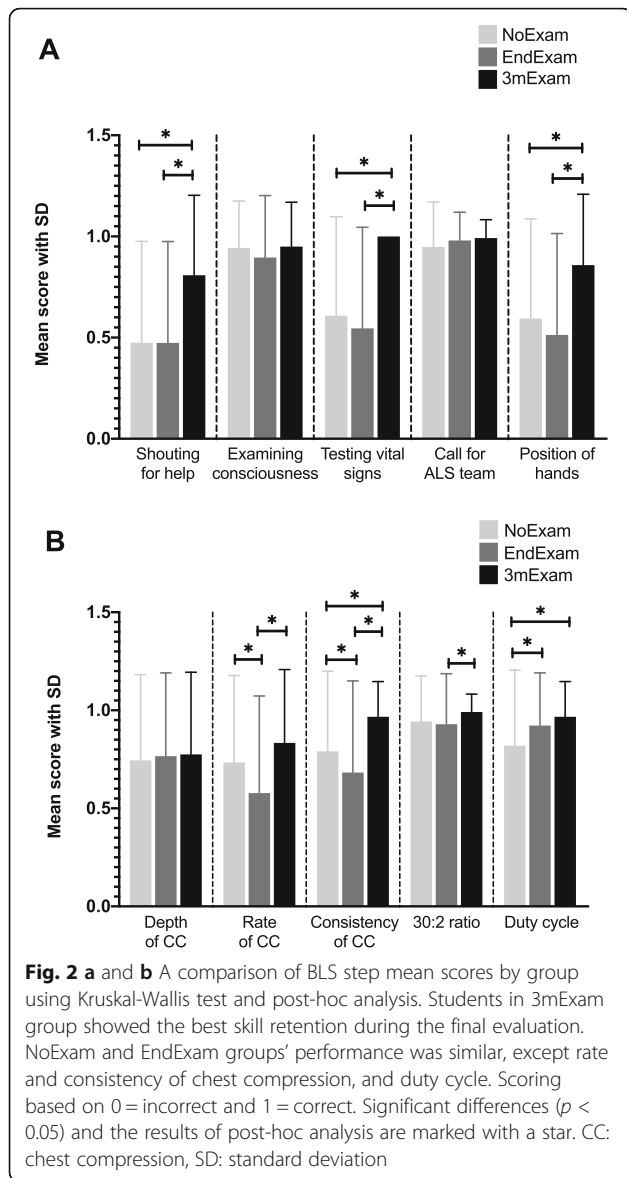 A
NoExam
EndExam
3mExam
Mean score with SD
1.5
1.0
0.5
0.0
* * * * * *
Shouting for help
Examining consciousness
Testing vital signs
Call for ALS team
Position of hands
B
NoExam
EndExam
3mExam
Mean score with SD
1.5
1.0
0.5
0.0
* * * * * * * *
Depth of CC
Rate of CC
Consistency of CC
30:2 ratio
Duty cycle
Fig. 2 a and b A comparison of BLS step mean scores by group
using Kruskal-Wallis test and post-hoc analysis. Students in 3mExam
group showed the best skill retention during the final evaluation.
NoExam and EndExam groups’ performance was similar, except rate
and consistency of chest compression, and duty cycle. Scoring
based on 0 = incorrect and 1 = correct. Significant differences (p <
0.05) and the results of post-hoc analysis are marked with a star. CC:
chest compression, SD: standard deviation